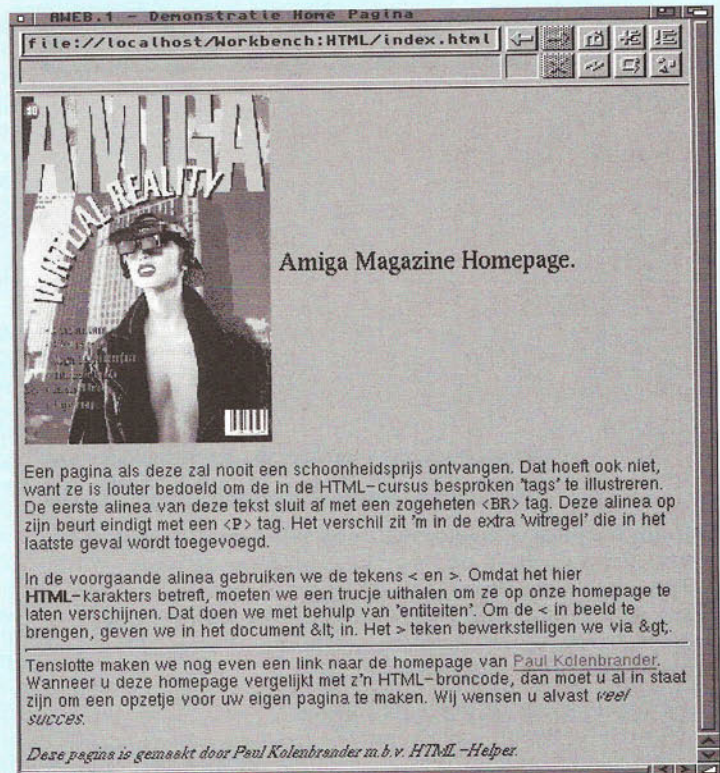 AWEB.1 - Demonstratie Home Pagina
file://localhost/Workbench:HTML/index.html
10
AMIGA
VIRTUAL REALITY
Amiga Magazine Homepage.
Een pagina als deze zal nooit een schoonheidsprijs ontvangen. Dat hoeft ook niet,
want ze is louter bedoeld om de in de HTML-cursus besproken 'tags' te illustreren.
De eerste alinea van deze tekst sluit af met een zogeheten <BR> tag. Deze alinea op
zijn beurt eindigt met een <P> tag. Het verschil zit 'm in de extra 'witregel' die in het
laatste geval wordt toegevoegd.
In de voorgaande alinea gebruiken we de tekens < en >. Omdat het hier
HTML-karakters betreft, moeten we een trucje uithalen om ze op onze homepage te
laten verschijnen. Dat doen we met behulp van 'entiteiten'. Om de < in beeld te
brengen, geven we in het document &lt; in. Het > teken bewerkstelligen we via &gt;.
Tenslotte maken we nog even een link naar de homepage van Paul Kolenbrander.
Wanneer u deze homepage vergelijkt met z'n HTML-broncode, dan moet u al in staat
zijn om een opzetje voor uw eigen pagina te maken. Wij wensen u alvast veel
succes.
Deze pagina is gemaakt door Paul Kolenbrander m.b.v. HTML-Helper.